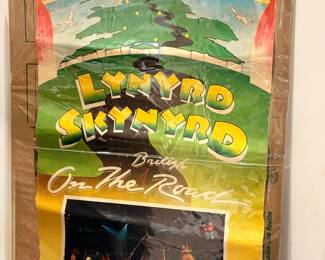 LYNYRD
SKYNYRD
British
On The Road